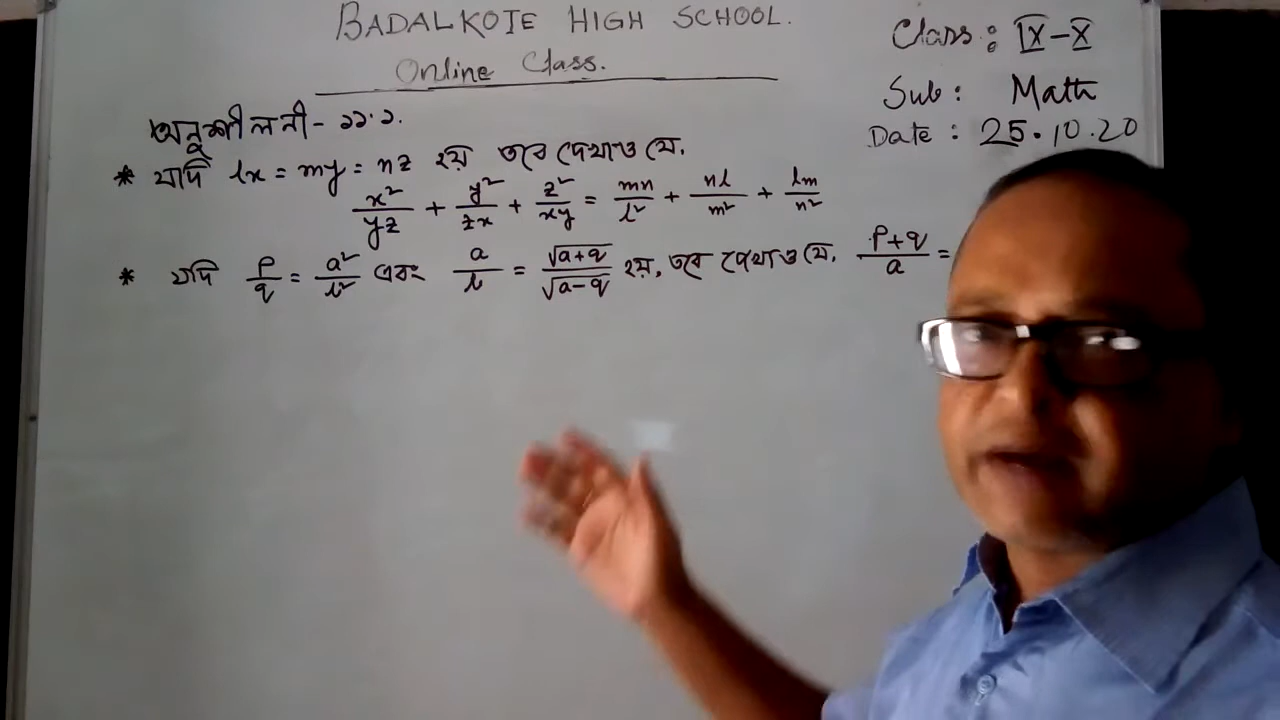 BADALKOTE HIGH SCHOOL.
Online Class.
Class : IX-X
Sub : Math
Date : 25.10.20
অনুশীলনী- ১১.১.
* যদি lx = my = nz হয় তবে দেখাও যে,
x²/yz + y²/zx + z²/xy = mn/l² + nl/m² + lm/n²
* যদি p/q = a²/b² এবং a/b = √a+q/√a-q হয়, তবে দেখাও যে, p+q/a =